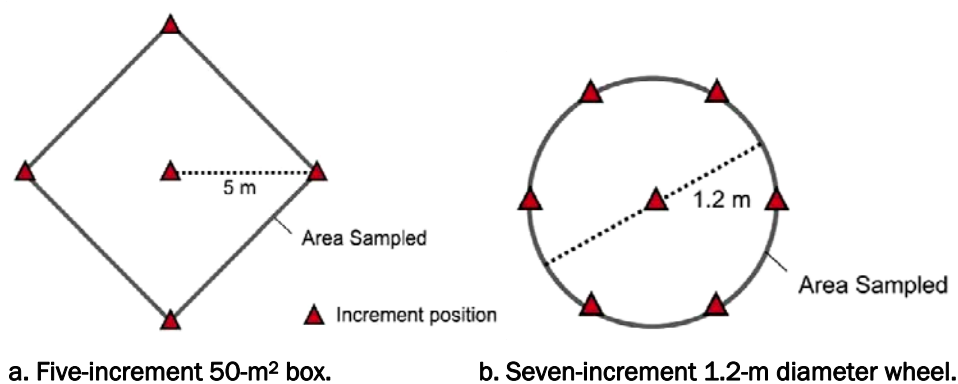 5 m
Area Sampled
Increment position
1.2 m
Area Sampled
a. Five-increment 50-m² box.
b. Seven-increment 1.2-m diameter wheel.